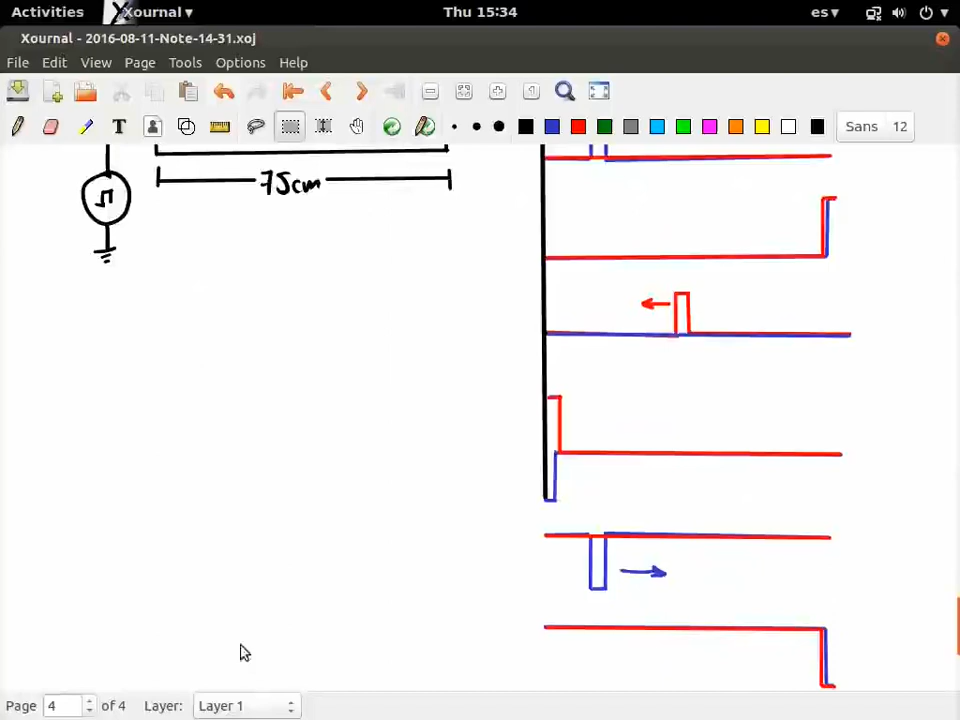 Activities Xournal ▾ Thu 15:34 es ▾
Xournal - 2016-08-11-Note-14-31.xoj
File Edit View Page Tools Options Help
T Sans 12
75cm
Page 4 of 4 Layer: Layer 1